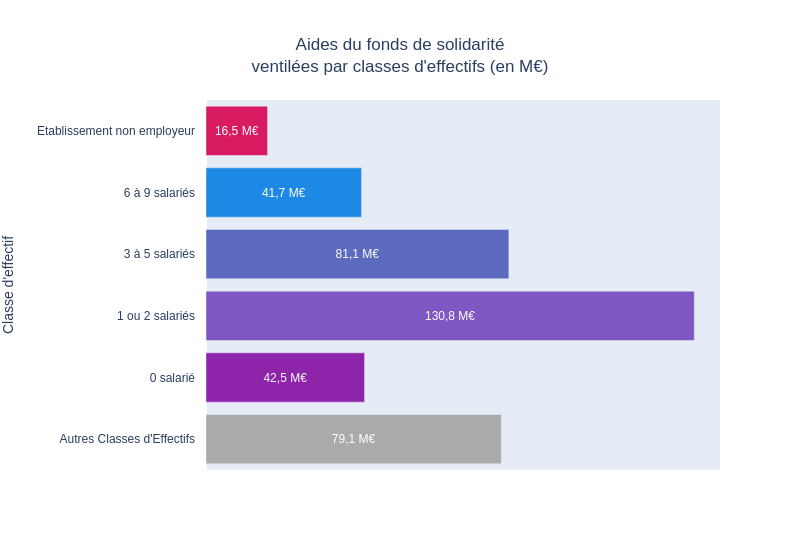 Aides du fonds de solidarité
ventilées par classes d'effectifs (en M€)
Classe d'effectif
Etablissement non employeur
16,5 M€
6 à 9 salariés
41,7 M€
3 à 5 salariés
81,1 M€
1 ou 2 salariés
130,8 M€
0 salarié
42,5 M€
Autres Classes d'Effectifs
79,1 M€